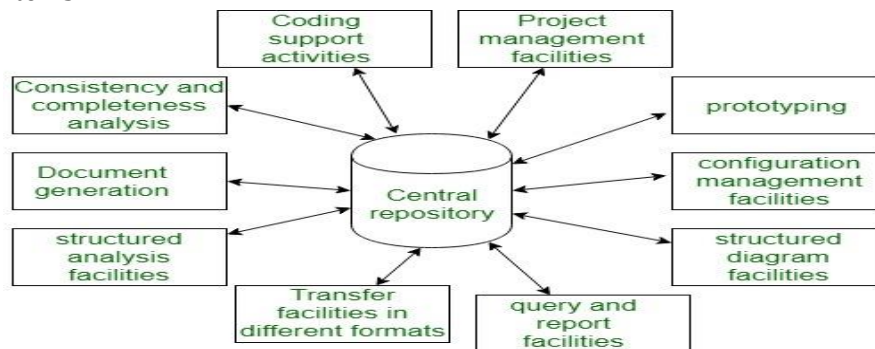 Coding
support
activities
Project
management
facilities
Consistency and
completeness
analysis
prototyping
Document
generation
Central
repository
configuration
management
facilities
structured
analysis
facilities
structured
diagram
facilities
Transfer
facilities in
different formats
query and
report
facilities